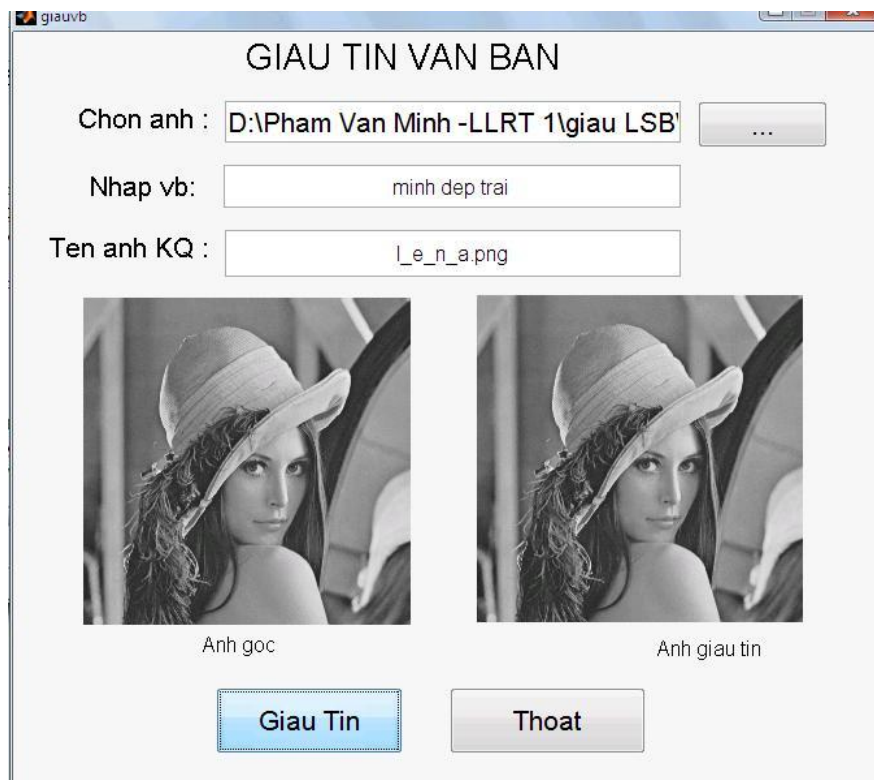 giauvb
GIAU TIN VAN BAN
Chon anh : D:\Pham Van Minh -LLRT 1\giau LSB\ ...
Nhap vb: minh dep trai
Ten anh KQ : l_e_n_a.png
Anh goc
Anh giau tin
Giau Tin Thoat